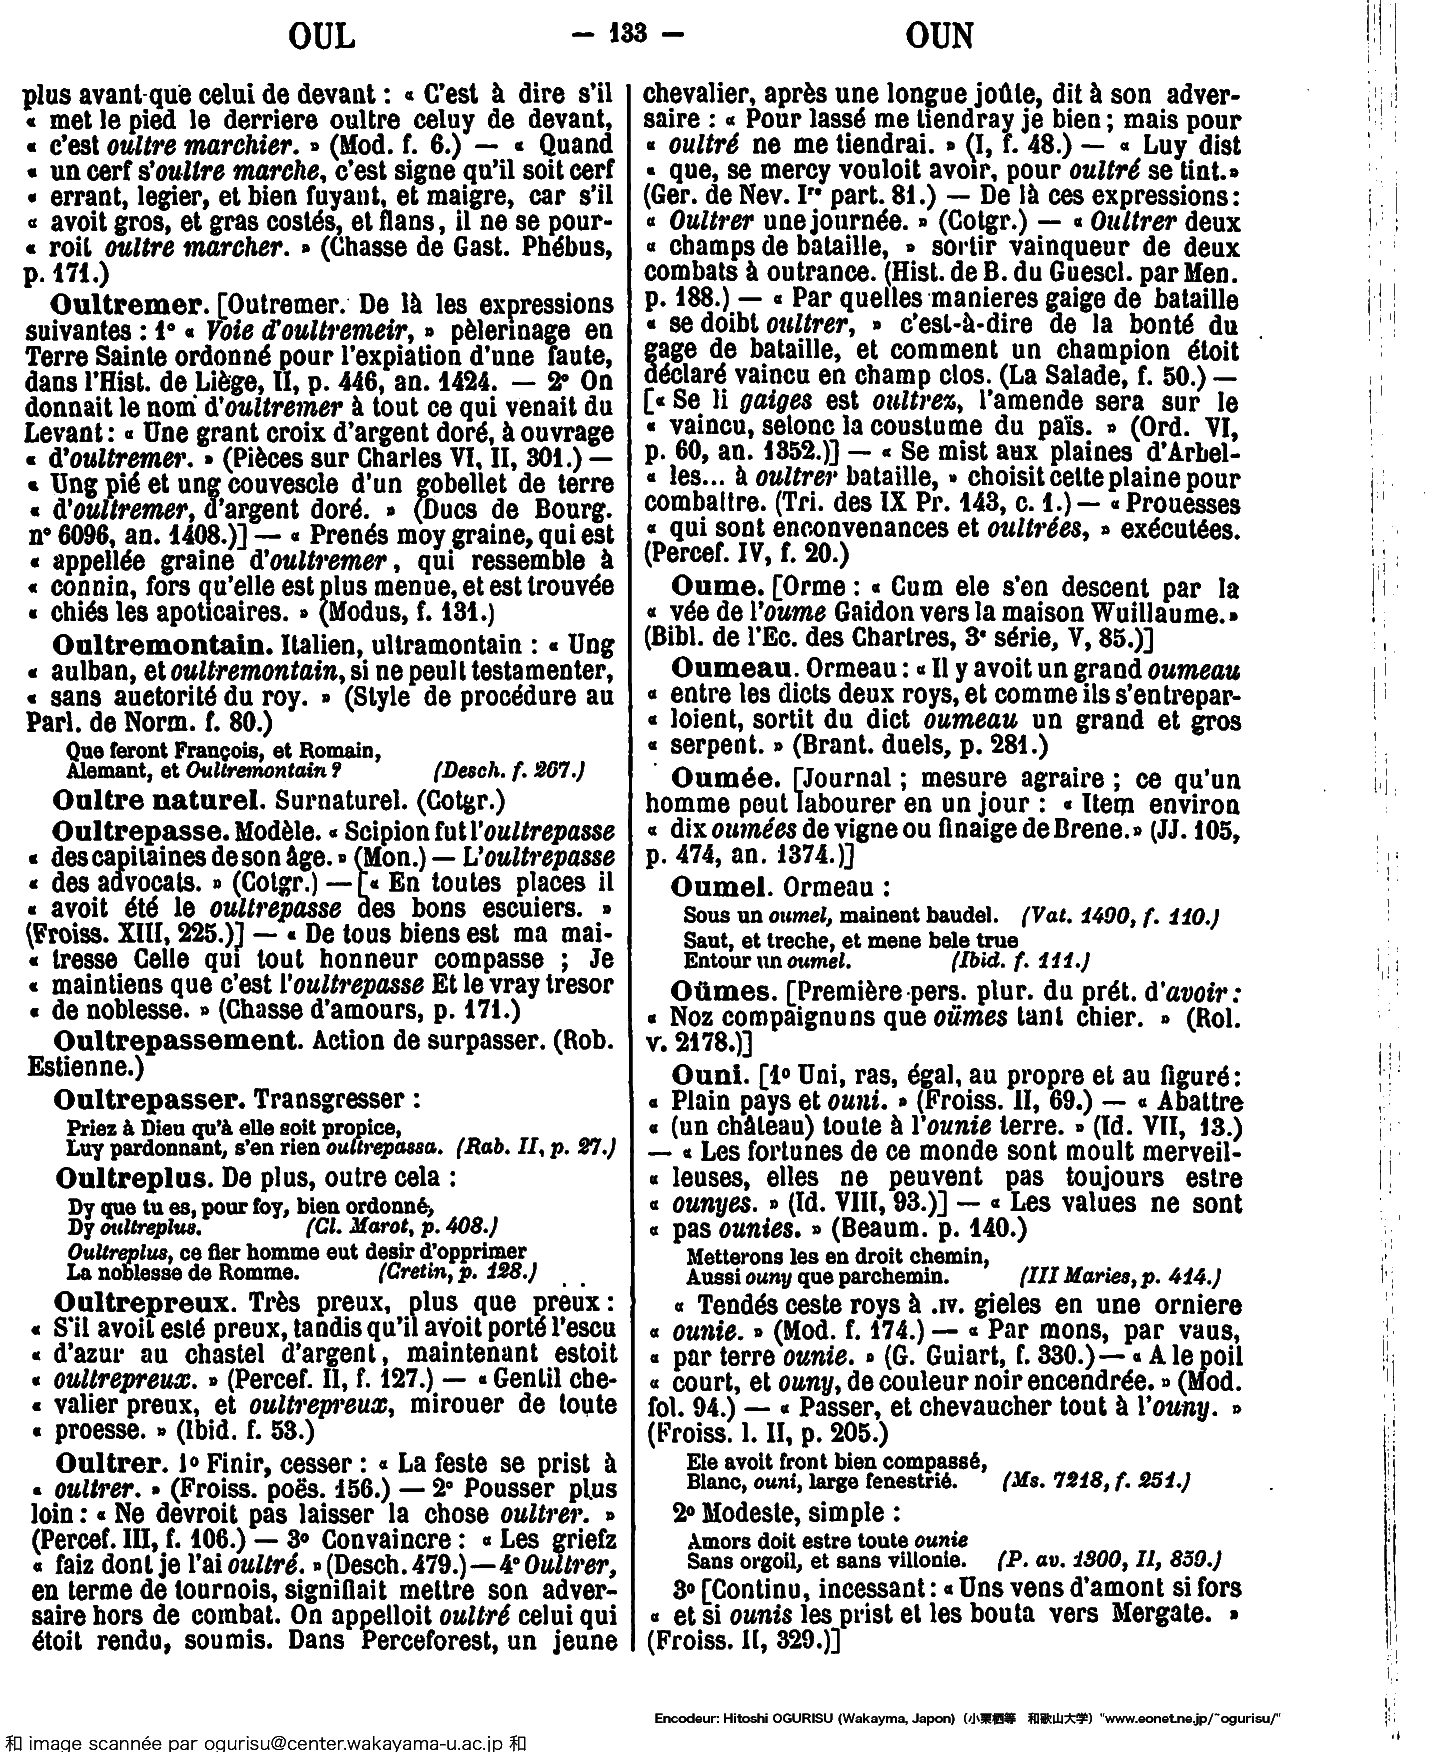 OUL — 133 — OUN
plus avant que celui de devant : « C'est à dire s'il
« met le pied le derriere oultre celuy de devant,
« c'est oultre marchier. » (Mod. f. 6.) — « Quand
« un cerf s'oultre marche, c'est signe qu'il soit cerf
« errant, legier, et bien fuyant, et maigre, car s'il
« avoit gros, et gras costés, et flans, il ne se pour-
« roit oultre marcher. » (Chasse de Gast. Phébus,
p. 171.)
Oultremer. [Outremer. De là les expressions
suivantes : 1° « Voie d'oultremeir, » pèlerinage en
Terre Sainte ordonné pour l'expiation d'une faute,
dans l'Hist. de Liège, II, p. 446, an. 1424. — 2° On
donnait le nom d'oultremer à tout ce qui venait du
Levant : « Une grant croix d'argent doré, à ouvrage
« d'oultremer. » (Pièces sur Charles VI, II, 301.) —
« Ung pié et ung couvescle d'un gobellet de terre
« d'oultremer, d'argent doré. » (Ducs de Bourg.
n° 6096, an. 1408.)] — « Prenés moy graine, qui est
« appellée graine d'oultremer, qui ressemble à
« connin, fors qu'elle est plus menue, et est trouvée
« chiés les apoticaires. » (Modus, f. 131.)
Oultremontain. Italien, ultramontain : « Ung
« aulban, et oultremontain, si ne peult testamenter,
« sans auctorité du roy. » (Style de procédure au
Parl. de Norm. f. 80.)
Que feront François, et Romain,
Alemant, et Oultremontain ? (Desch. f. 267.)
Oultre naturel. Surnaturel. (Cotgr.)
Oultrepasse. Modèle. « Scipion fut l'oultrepasse
« des capitaines de son âge. » (Mon.) — L'oultrepasse
« des advocats. » (Cotgr.) — [« En toutes places il
« avoit été le oultrepasse des bons escuiers. »
(Froiss. XIII, 225.)] — « De tous biens est ma mai-
« tresse Celle qui tout honneur compasse ; Je
« maintiens que c'est l'oultrepasse Et le vray tresor
« de noblesse. » (Chasse d'amours, p. 171.)
Oultrepassement. Action de surpasser. (Rob.
Estienne.)
Oultrepasser. Transgresser :
Priez à Dieu qu'à elle soit propice,
Luy pardonnant, s'en rien oultrepassa. (Rab. II, p. 27.)
Oultreplus. De plus, outre cela :
Dy que tu es, pour foy, bien ordonné,
Dy oultreplus. (Cl. Marot, p. 408.)
Oultreplus, ce fier homme eut desir d'opprimer
La noblesse de Romme. (Cretin, p. 128.)
Oultrepreux. Très preux, plus que preux :
« S'il avoit esté preux, tandis qu'il avoit porté l'escu
« d'azur au chastel d'argent, maintenant estoit
« oultrepreux. » (Percef. II, f. 127.) — « Gentil che-
« valier preux, et oultrepreux, mirouer de toute
« proesse. » (Ibid. f. 53.)
Oultrer. 1° Finir, cesser : « La feste se prist à
« oultrer. » (Froiss. poës. 156.) — 2° Pousser plus
loin : « Ne devroit pas laisser la chose oultrer. »
(Percef. III, f. 106.) — 3° Convaincre : « Les griefz
« faiz dont je l'ai oultré. » (Desch. 479.) — 4° Oultrer,
en terme de tournois, signifiait mettre son adver-
saire hors de combat. On appelloit oultré celui qui
étoit rendu, soumis. Dans Perceforest, un jeune
chevalier, après une longue joûte, dit à son adver-
saire : « Pour lassé me tiendray je bien ; mais pour
« oultré ne me tiendrai. » (I, f. 48.) — « Luy dist
« que, se mercy vouloit avoir, pour oultré se tint. »
(Ger. de Nev. Ire part. 81.) — De là ces expressions :
« Oultrer une journée. » (Cotgr.) — « Oultrer deux
« champs de bataille, » sortir vainqueur de deux
combats à outrance. (Hist. de B. du Guescl. par Men.
p. 188.) — « Par quelles manieres gaige de bataille
« se doibt oultrer, » c'est-à-dire de la bonté du
gage de bataille, et comment un champion étoit
déclaré vaincu en champ clos. (La Salade, f. 50.) —
[« Se li gaiges est oultrez, l'amende sera sur le
« vaincu, selonc la coustume du païs. » (Ord. VI,
p. 60, an. 1352.)] — « Se mist aux plaines d'Arbel-
« les... à oultrer bataille, » choisit cette plaine pour
combattre. (Tri. des IX Pr. 143, c. 1.) — « Prouesses
« qui sont enconvenances et oultrées, » exécutées.
(Percef. IV, f. 20.)
Oume. [Orme : « Cum ele s'en descent par la
« vée de l'oume Gaidon vers la maison Wuillaume. »
(Bibl. de l'Ec. des Chartres, 3e série, V, 85.)]
Oumeau. Ormeau : « Il y avoit un grand oumeau
« entre les dicts deux roys, et comme ils s'entrepar-
« loient, sortit du dict oumeau un grand et gros
« serpent. » (Brant. duels, p. 281.)
Oumée. [Journal ; mesure agraire ; ce qu'un
homme peut labourer en un jour : « Item environ
« dix oumées de vigne ou finaige de Brene. » (JJ. 105,
p. 474, an. 1374.)]
Oumel. Ormeau :
Sous un oumel, mainent baudel. (Vat. 1490, f. 110.)
Saut, et treche, et mene bele true
Entour un oumel. (Ibid. f. 111.)
Oümes. [Première pers. plur. du prét. d'avoir :
« Noz compaignuns que oümes tant chier. » (Rol.
v. 2178.)]
Ouni. [1° Uni, ras, égal, au propre et au figuré :
« Plain pays et ouni. » (Froiss. II, 69.) — « Abattre
« (un château) toute à l'ounie terre. » (Id. VII, 13.)
— « Les fortunes de ce monde sont moult merveil-
« leuses, elles ne peuvent pas toujours estre
« ounyes. » (Id. VIII, 93.)] — « Les values ne sont
« pas ounies. » (Beaum. p. 140.)
Metterons les en droit chemin,
Aussi ouny que parchemin. (III Maries, p. 414.)
« Tendés ceste roys à .IV. gieles en une orniere
« ounie. » (Mod. f. 174.) — « Par mons, par vaus,
« par terre ounie. » (G. Guiart, f. 330.) — « A le poil
« court, et ouny, de couleur noir encendrée. » (Mod.
fol. 94.) — « Passer, et chevaucher tout à l'ouny. »
(Froiss. l. II, p. 205.)
Ele avoit front bien compassé,
Blanc, ouni, large fenestrié. (Ms. 7218, f. 251.)
2° Modeste, simple :
Amors doit estre toute ounie
Sans orgoil, et sans villonie. (P. av. 1300, II, 859.)
3° [Continu, incessant : « Uns vens d'amont si fors
« et si ounis les prist et les bouta vers Mergate. »
(Froiss. II, 329.)]
Encodeur: Hitoshi OGURISU (Wakayma, Japon) (小栗栖等 和歌山大学) "www.eonet.ne.jp/~ogurisu/"
和 image scannée par ogurisu@center.wakayama-u.ac.jp 和